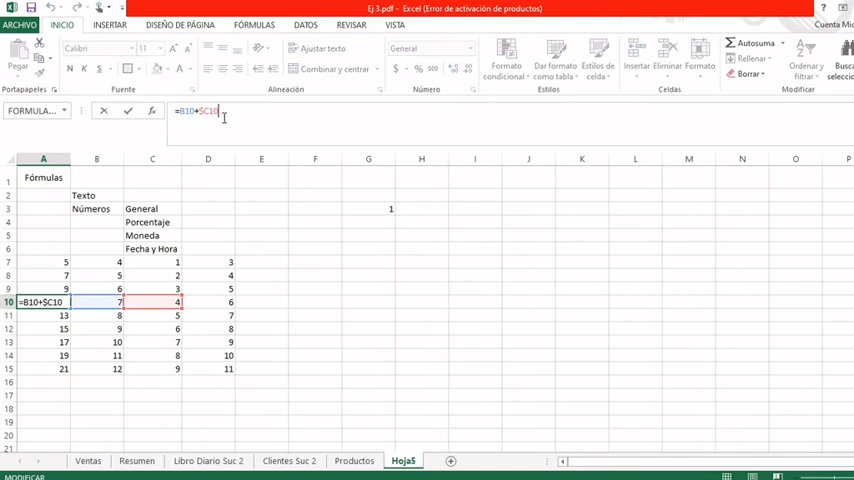 Ej 3.pdf - Excel (Error de activación de productos)
ARCHIVO INICIO INSERTAR DISEÑO DE PÁGINA FÓRMULAS DATOS REVISAR VISTA Cuenta Mic
Pegar Calibri General Ajustar texto Combinar y centrar
N K S $ % Formato condicional Dar formato como tabla Estilos de celda Insertar Eliminar Formato
Autosuma Rellenar Borrar Ordenar y filtrar Buscar selecci
Portapapeles Fuente Alineación Número Estilos Celdas
FORMULA... fx =B10+$C10
A B C D E F G H I J K L M N O P
1 Fórmulas
2 Texto
3 Números General 1
4 Porcentaje
5 Moneda
6 Fecha y Hora
7 5 4 1 3
8 7 5 2 4
9 9 6 3 5
10 =B10+$C10 7 4 6
11 13 8 5 7
12 15 9 6 8
13 17 10 7 9
14 19 11 8 10
15 21 12 9 11
16
17
18
19
20
21
Ventas Resumen Libro Diario Suc 2 Clientes Suc 2 Productos Hoja5
MODIFICAR